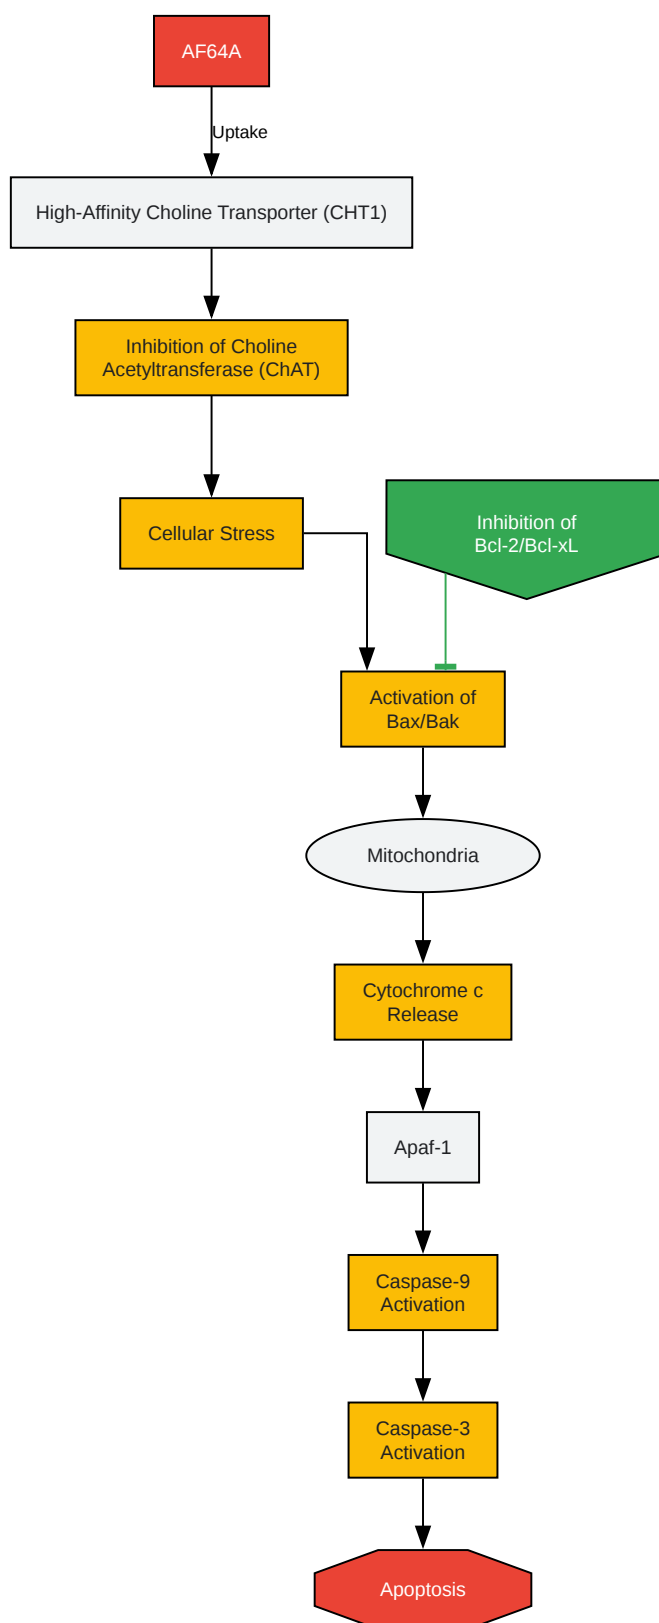 AF64A
Uptake
High-Affinity Choline Transporter (CHT1)
Inhibition of Choline
Acetyltransferase (ChAT)
Cellular Stress
Inhibition of
Bcl-2/Bcl-xL
Activation of
Bax/Bak
Mitochondria
Cytochrome c
Release
Apaf-1
Caspase-9
Activation
Caspase-3
Activation
Apoptosis